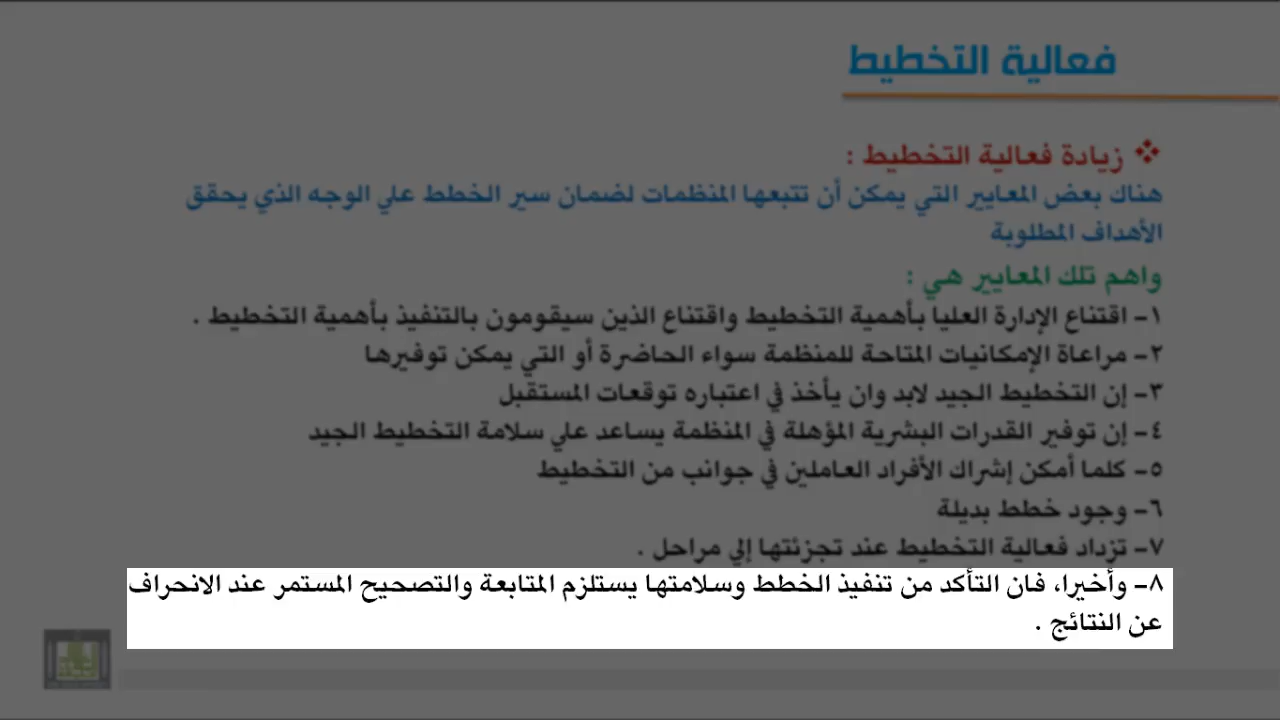 فعالية التخطيط
❖ زيادة فعالية التخطيط :
هناك بعض المعايير التي يمكن أن تتبعها المنظمات لضمان سير الخطط علي الوجه الذي يحقق
الأهداف المطلوبة
واهم تلك المعايير هي :
١- اقتناع الإدارة العليا بأهمية التخطيط واقتناع الذين سيقومون بالتنفيذ بأهمية التخطيط .
٢- مراعاة الإمكانيات المتاحة للمنظمة سواء الحاضرة أو التي يمكن توفيرها
٣- إن التخطيط الجيد لابد وان يأخذ في اعتباره توقعات المستقبل
٤- إن توفير القدرات البشرية المؤهلة في المنظمة يساعد علي سلامة التخطيط الجيد
٥- كلما أمكن إشراك الأفراد العاملين في جوانب من التخطيط
٦- وجود خطط بديلة
٧- تزداد فعالية التخطيط عند تجزئتها إلي مراحل .
٨- وأخيرا، فان التأكد من تنفيذ الخطط وسلامتها يستلزم المتابعة والتصحيح المستمر عند الانحراف
عن النتائج .